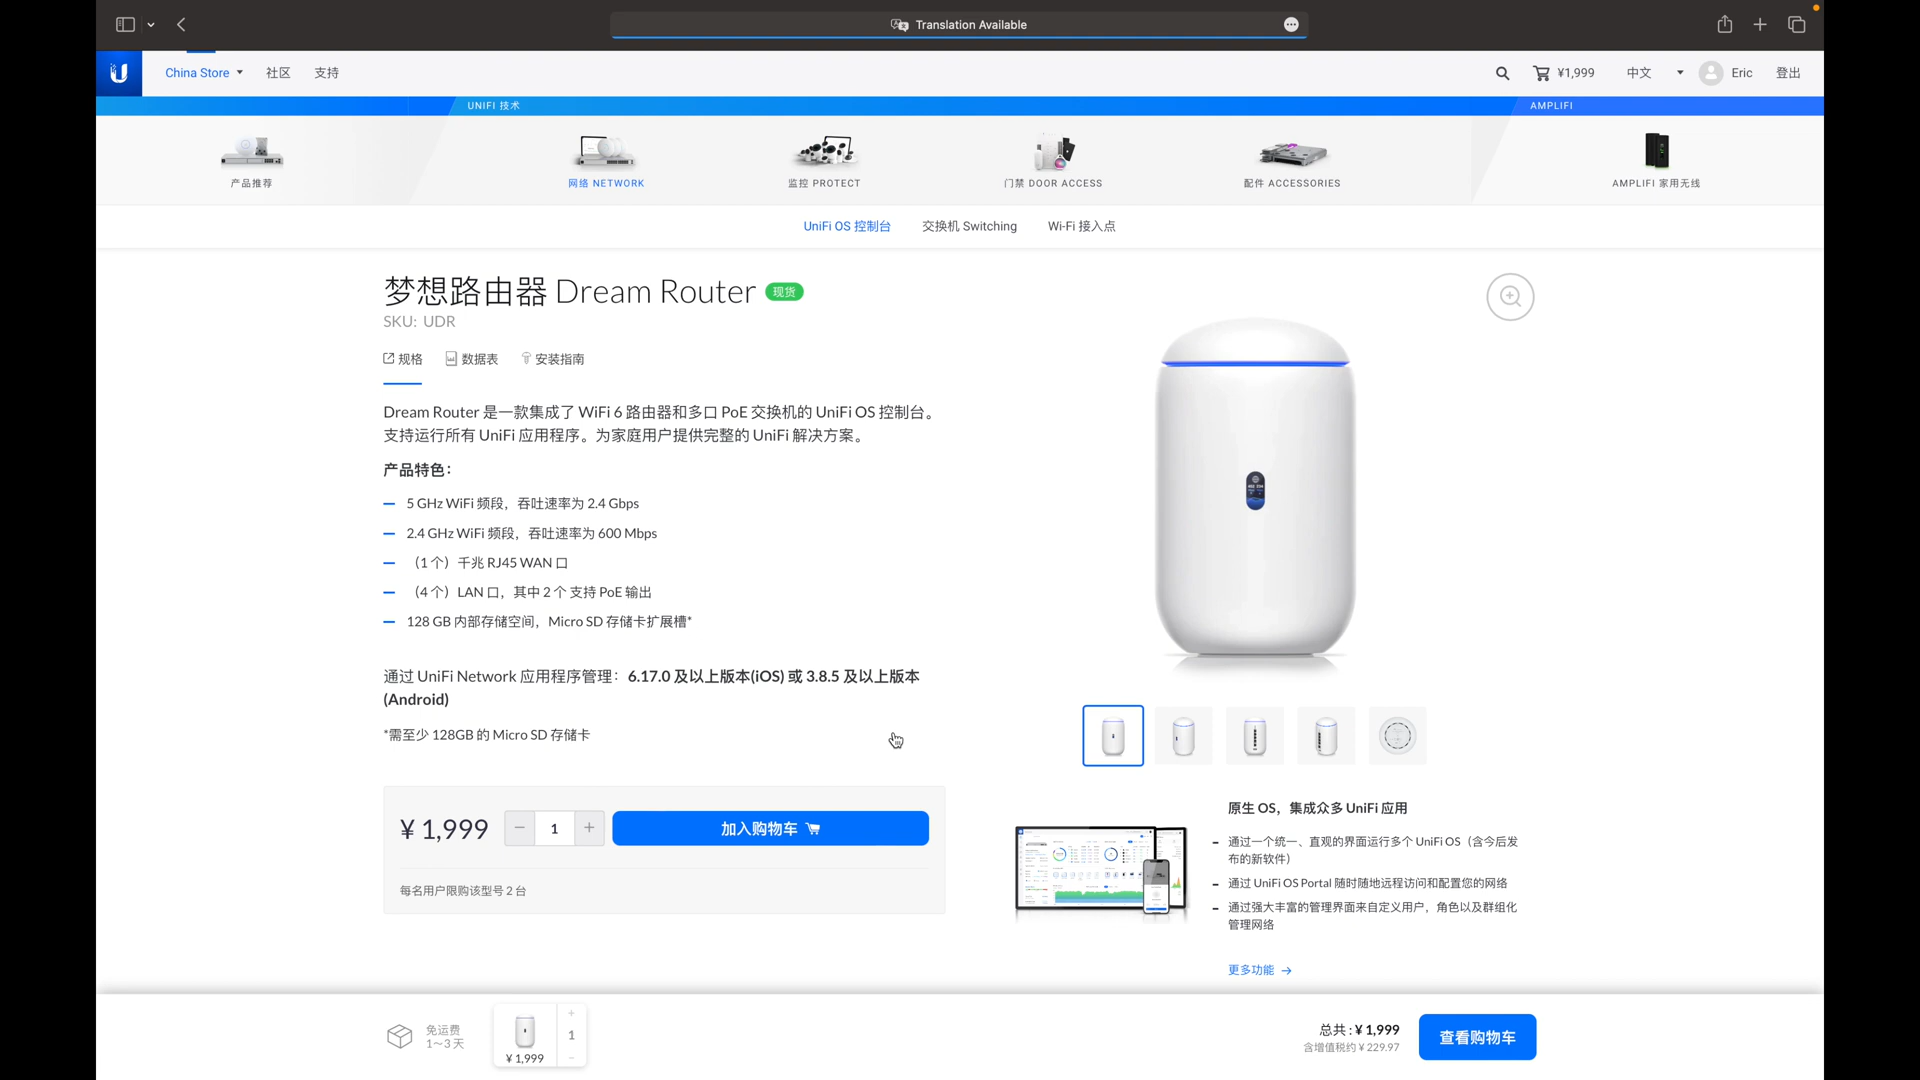 Translation Available
China Store
社区
支持
¥1,999
中文
Eric
登出
UNIFI 技术
AMPLIFI
产品推荐
网络 NETWORK
监控 PROTECT
门禁 DOOR ACCESS
配件 ACCESSORIES
AMPLIFI 家用无线
UniFi OS 控制台
交换机 Switching
Wi-Fi 接入点
梦想路由器 Dream Router 现货
SKU: UDR
规格
数据表
安装指南
Dream Router 是一款集成了 WiFi 6 路由器和多口 PoE 交换机的 UniFi OS 控制台。
支持运行所有 UniFi 应用程序。为家庭用户提供完整的 UniFi 解决方案。
产品特色：
5 GHz WiFi 频段，吞吐速率为 2.4 Gbps
2.4 GHz WiFi 频段，吞吐速率为 600 Mbps
（1 个）千兆 RJ45 WAN 口
（4 个）LAN 口，其中 2 个 支持 PoE 输出
128 GB 内部存储空间，Micro SD 存储卡扩展槽*
通过 UniFi Network 应用程序管理：6.17.0 及以上版本(iOS) 或 3.8.5 及以上版本
(Android)
*需至少 128GB 的 Micro SD 存储卡
¥ 1,999
1
加入购物车
每名用户限购该型号 2 台
原生 OS，集成众多 UniFi 应用
- 通过一个统一、直观的界面运行多个 UniFi OS（含今后发
布的新软件）
- 通过 UniFi OS Portal 随时随地远程访问和配置您的网络
- 通过强大丰富的管理界面来自定义用户，角色以及群组化
管理网络
更多功能
免运费
1～3 天
¥ 1,999
1
总共 : ¥ 1,999
含增值税约 ¥ 229.97
查看购物车